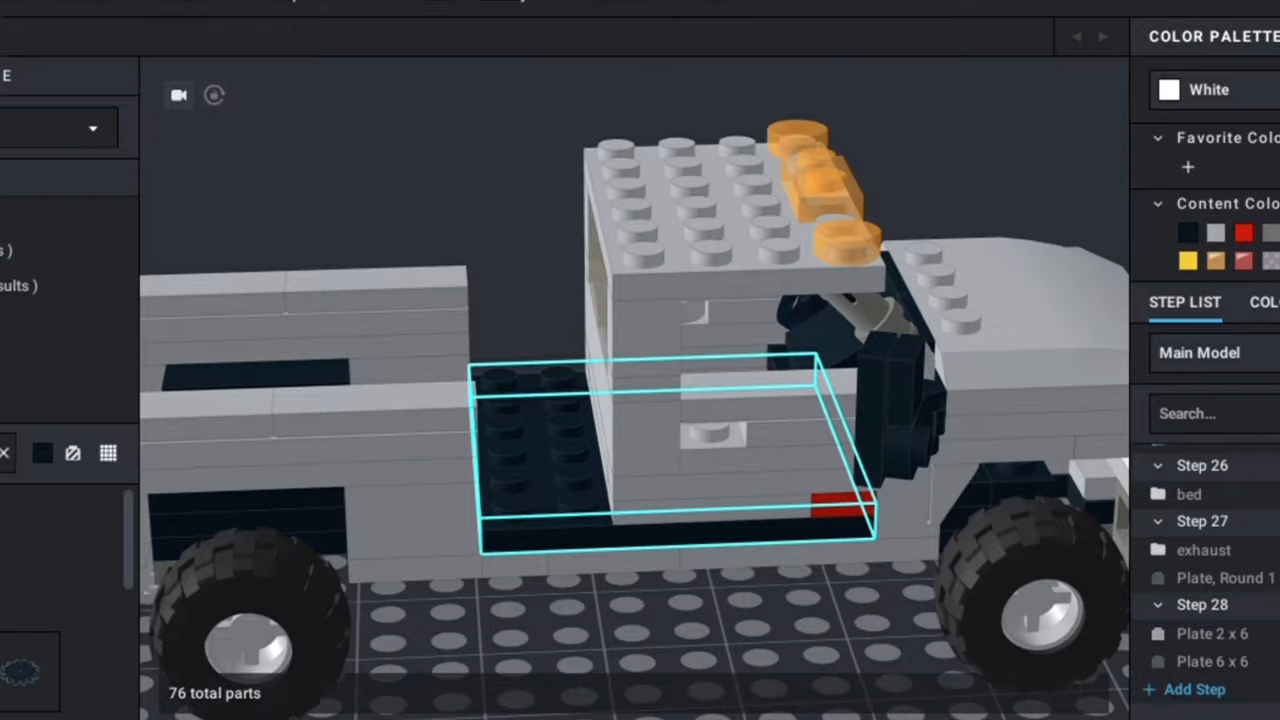 E
s )
sults )
76 total parts
COLOR PALETTE
White
Favorite Colo
Content Colo
STEP LIST
COLO
Main Model
Search...
Step 26
bed
Step 27
exhaust
Plate, Round 1
Step 28
Plate 2 x 6
Plate 6 x 6
+ Add Step